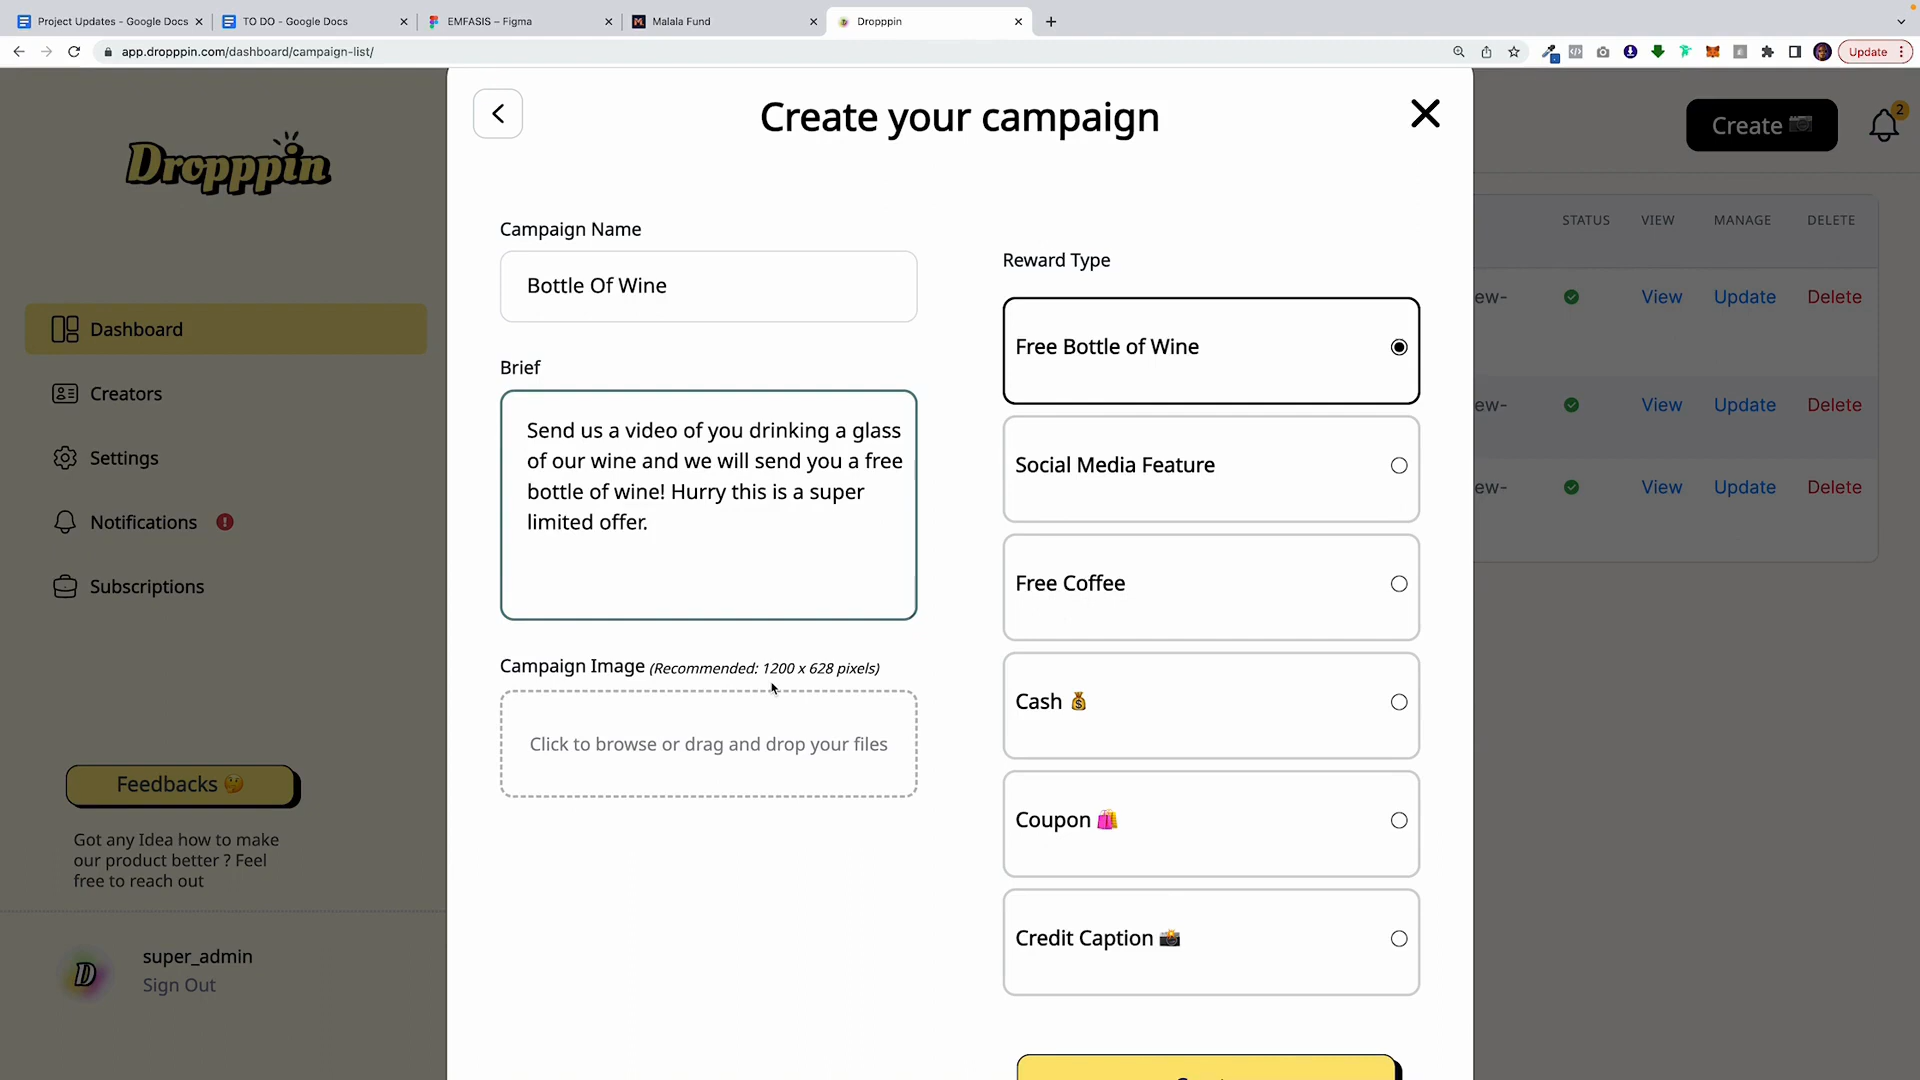 Project Updates - Google Docs
TO DO - Google Docs
EMFASIS – Figma
Malala Fund
Dropppin
app.dropppin.com/dashboard/campaign-list/
Update
Dropppin
Dashboard
Creators
Settings
Notifications
Subscriptions
Feedbacks 🤔
Got any Idea how to make
our product better ? Feel
free to reach out
D
super_admin
Sign Out
Create your campaign
Campaign Name
Bottle Of Wine
Brief
Send us a video of you drinking a glass
of our wine and we will send you a free
bottle of wine! Hurry this is a super
limited offer.
Campaign Image (Recommended: 1200 x 628 pixels)
Click to browse or drag and drop your files
Reward Type
Free Bottle of Wine
Social Media Feature
Free Coffee
Cash 💰
Coupon 🛍️
Credit Caption 📸
Create 📷
2
STATUS VIEW MANAGE DELETE
ew- View Update Delete
ew- View Update Delete
ew- View Update Delete